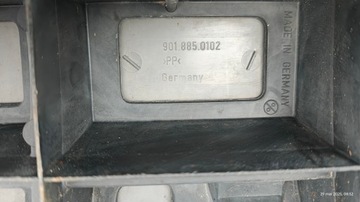 901 885.0102
>PP<
Germany
MADE IN GERMANY